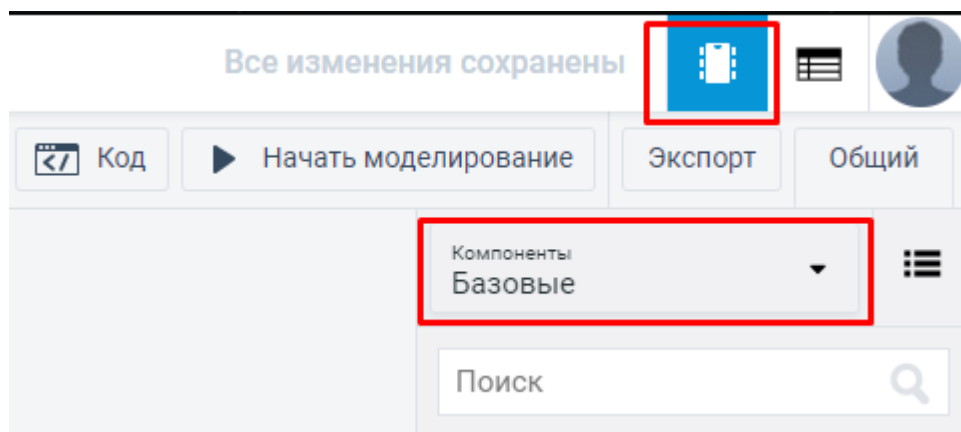 Все изменения сохранены
Код
Начать моделирование
Экспорт
Общий
Компоненты
Базовые
Поиск